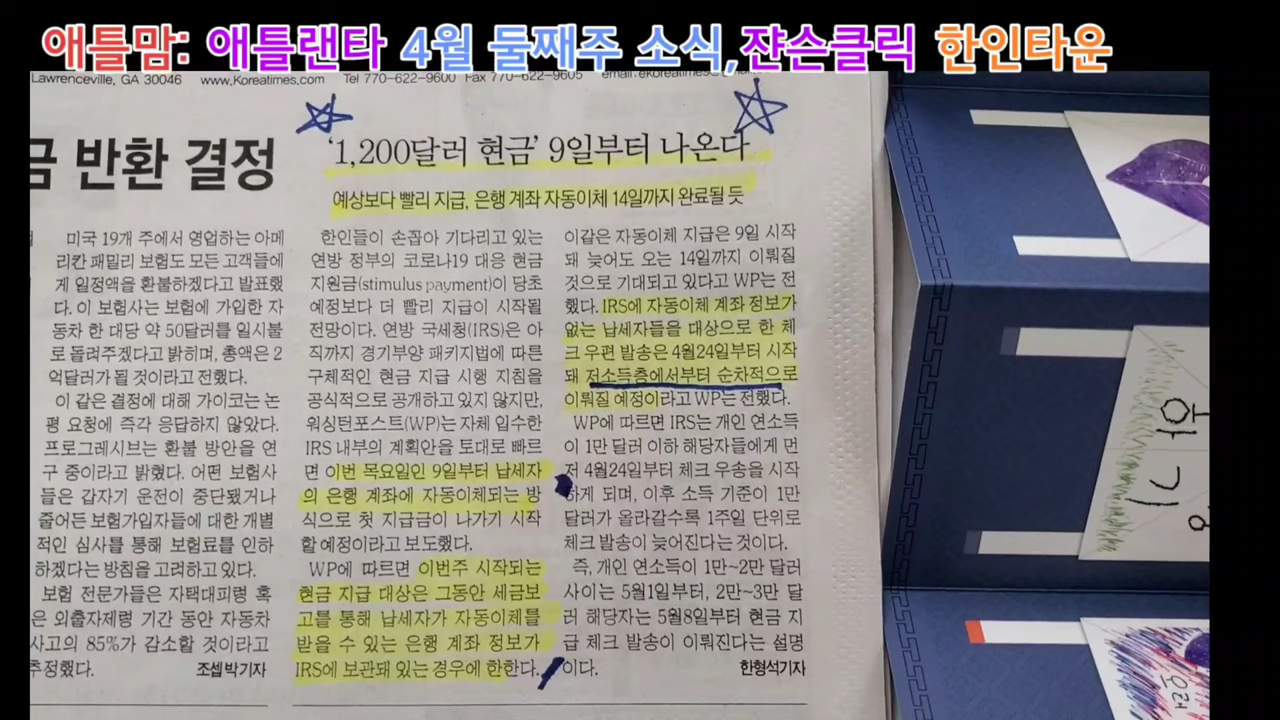 애틀맘: 애틀랜타 4월 둘째주 소식, 쟌슨클릭 한인타운
Lawrenceville, GA 30046 www.Koreatimes.com Tel 770-622-9600 Fax 770-622-9605
금 반환 결정
미국 19개 주에서 영업하는 아메
리칸 패밀리 보험도 모든 고객들에
게 일정액을 환불하겠다고 발표했
다. 이 보험사는 보험에 가입한 자
동차 한 대당 약 50달러를 일시불
로 돌려주겠다고 밝히며, 총액은 2
억달러가 될 것이라고 전했다.
이 같은 결정에 대해 가이코는 논
평 요청에 즉각 응답하지 않았다.
프로그레시브는 환불 방안을 연
구 중이라고 밝혔다. 어떤 보험사
들은 갑자기 운전이 중단됐거나
줄어든 보험가입자들에 대한 개별
적인 심사를 통해 보험료를 인하
하겠다는 방침을 고려하고 있다.
보험 전문가들은 자택대피령 혹
은 외출자제령 기간 동안 자동차
사고의 85%가 감소할 것이라고
추정했다. 조셉 박 기자
‘1,200달러 현금’ 9일부터 나온다
예상보다 빨리 지급, 은행 계좌 자동이체 14일까지 완료될 듯
한인들이 손꼽아 기다리고 있는
연방 정부의 코로나19 대응 현금
지원금(stimulus payment)이 당초
예정보다 더 빨리 지급이 시작될
전망이다. 연방 국세청(IRS)은 아
직까지 경기부양 패키지법에 따른
구체적인 현금 지급 시행 지침을
공식적으로 공개하고 있지 않지만,
워싱턴포스트(WP)는 자체 입수한
IRS 내부의 계획안을 토대로 빠르
면 이번 목요일인 9일부터 납세자
의 은행 계좌에 자동이체되는 방
식으로 첫 지급금이 나가기 시작
할 예정이라고 보도했다.
WP에 따르면 이번주 시작되는
현금 지급 대상은 그동안 세금보
고를 통해 납세자가 자동이체를
받을 수 있는 은행 계좌 정보가
IRS에 보관돼 있는 경우에 한한다.
이같은 자동이체 지급은 9일 시작
돼 늦어도 오는 14일까지 이뤄질
것으로 기대되고 있다고 WP는 전
했다. IRS에 자동이체 계좌 정보가
없는 납세자들을 대상으로 한 체
크 우편 발송은 4월24일부터 시작
돼 저소득층에서부터 순차적으로
이뤄질 예정이라고 WP는 전했다.
WP에 따르면 IRS는 개인 연소득
이 1만 달러 이하 해당자들에게 먼
저 4월24일부터 체크 우송을 시작
하게 되며, 이후 소득 기준이 1만
달러가 올라갈수록 1주일 단위로
체크 발송이 늦어진다는 것이다.
즉, 개인 연소득이 1만~2만 달러
사이는 5월1일부터, 2만~3만 달
러 해당자는 5월8일부터 현금 지
급 체크 발송이 이뤄진다는 설명
이다. 한형석 기자